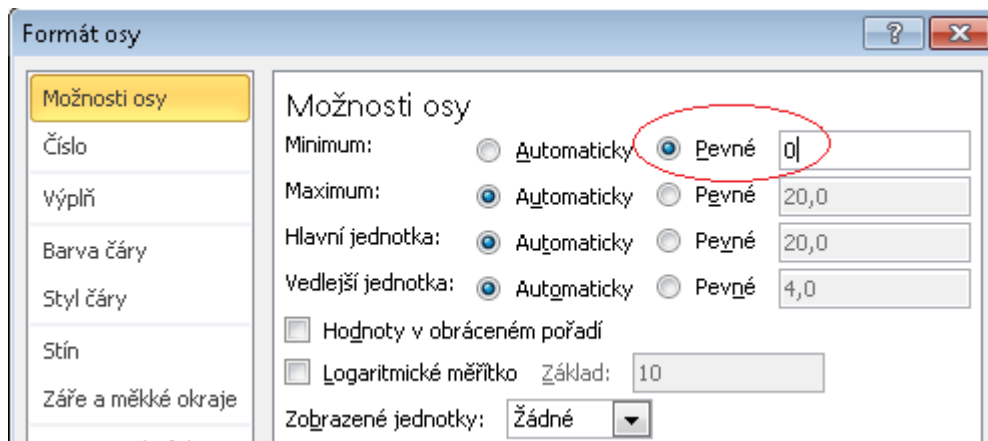 Formát osy
Možnosti osy
Číslo
Výplň
Barva čáry
Styl čáry
Stín
Záře a měkké okraje
Možnosti osy
Minimum: Automaticky Pevné 0
Maximum: Automaticky Pevné 20,0
Hlavní jednotka: Automaticky Pevné 20,0
Vedlejší jednotka: Automaticky Pevné 4,0
Hodnoty v obráceném pořadí
Logaritmické měřítko Základ: 10
Zobrazené jednotky: Žádné